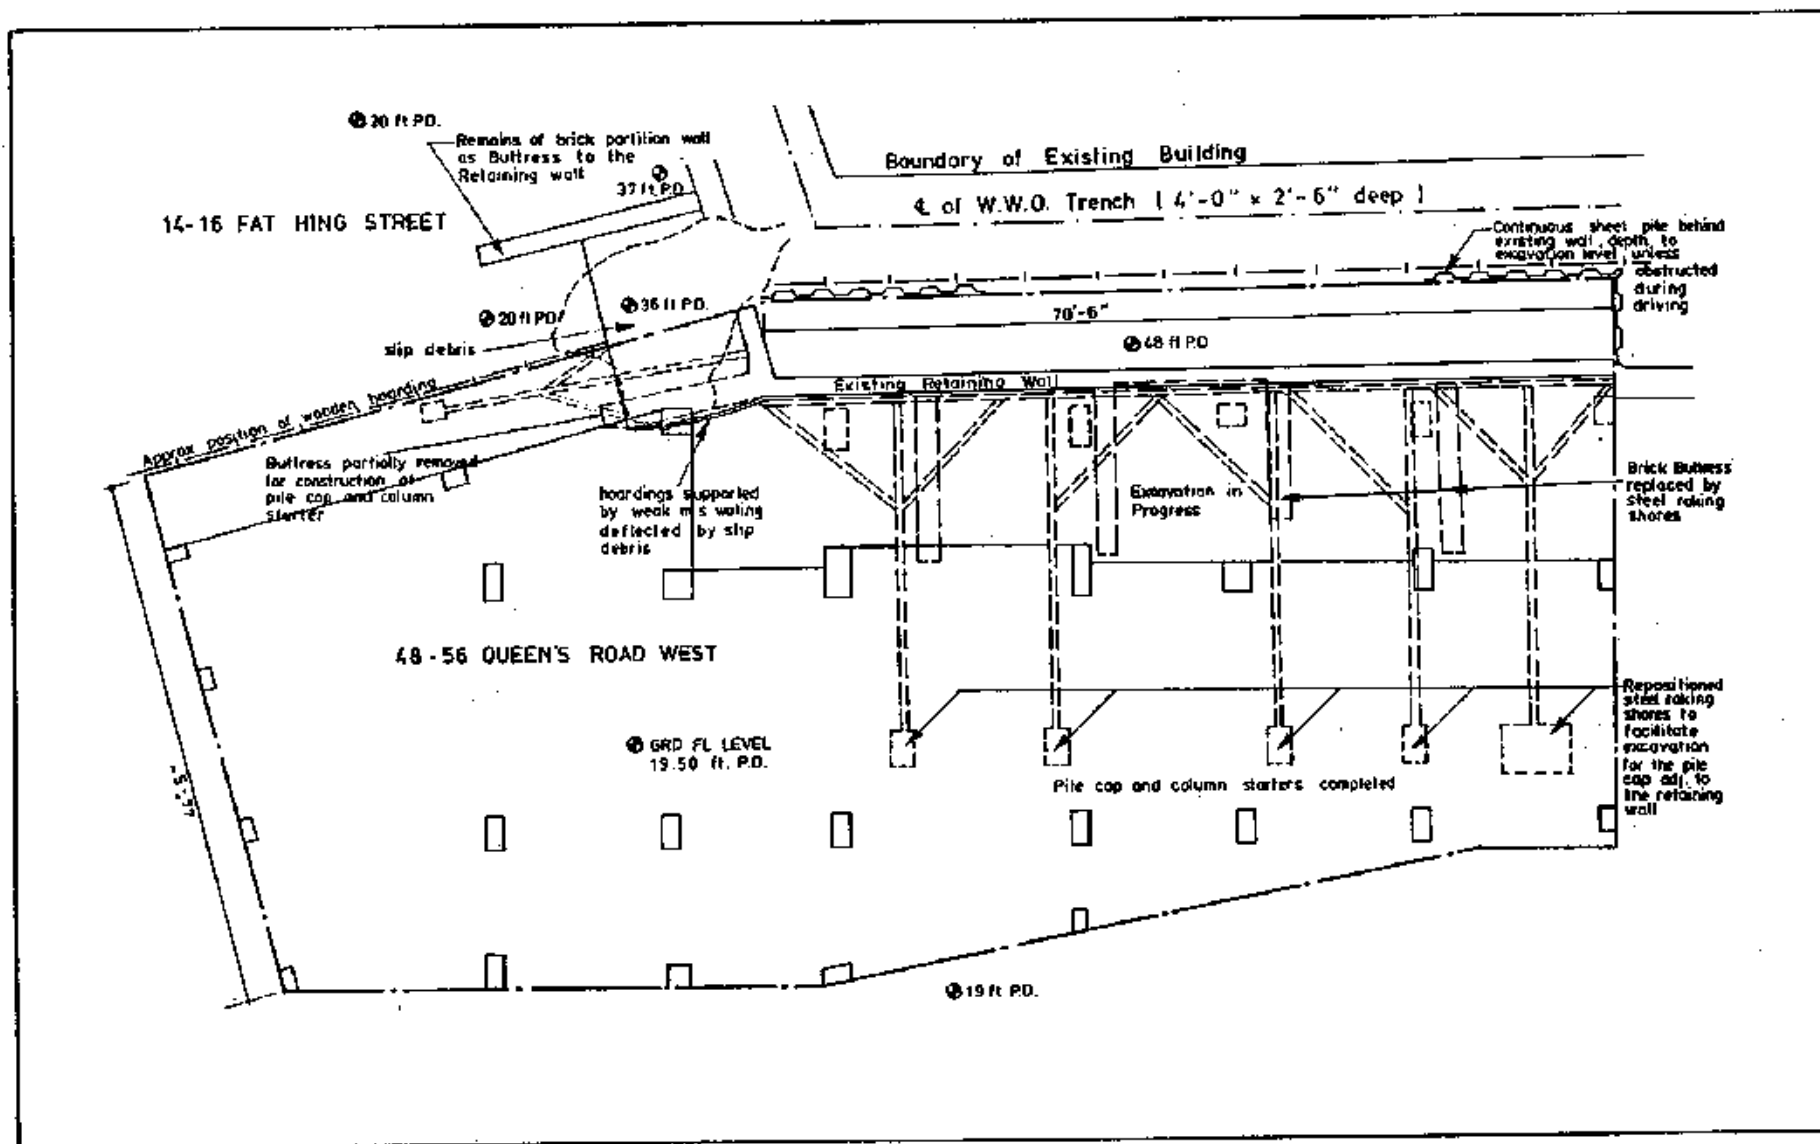 20 ft P.D.
Remains of brick partition wall
as Buttress to the
Retaining wall
37 ft P.D.
14-16 FAT HING STREET
Boundary of Existing Building
℄ of W.W.O. Trench ( 4'-0" x 2'-6" deep )
Continuous sheet pile behind
existing wall, depth to
excavation level, unless
obstructed
during
driving
36 ft P.D.
20 ft P.D.
slip debris
70'-6"
48 ft P.D
Existing Retaining Wall
Approx position of wooden hoarding
Buttress partially removed
for construction of
pile cap and column
starter
hoardings supported
by weak m s waling
deflected by slip
debris
Excavation in
Progress
Brick Buttress
replaced by
steel raking
shores
48-56 QUEEN'S ROAD WEST
GRD FL LEVEL
19.50 ft. P.D.
Repositioned
steel raking
shores to
facilitate
excavation
for the pile
cap adj. to
line retaining
wall
Pile cap and column starters completed
19 ft P.D.